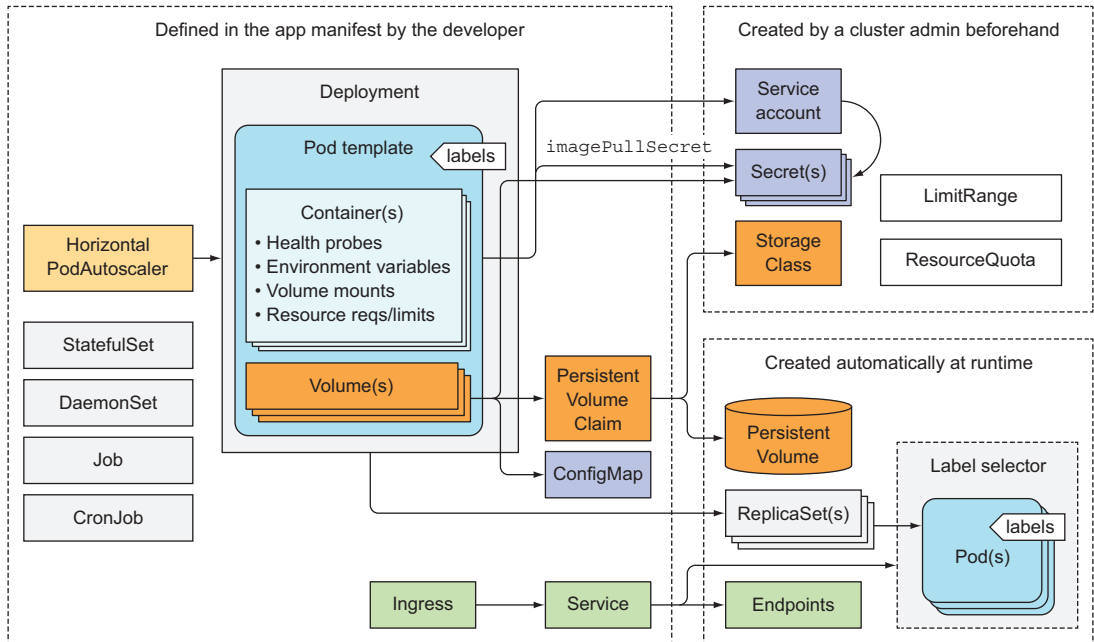 Defined in the app manifest by the developer
Deployment
Pod template
labels
Container(s)
• Health probes
• Environment variables
• Volume mounts
• Resource reqs/limits
Volume(s)
Horizontal
PodAutoscaler
StatefulSet
DaemonSet
Job
CronJob
imagePullSecret
Persistent
Volume
Claim
ConfigMap
Ingress
Service
Created by a cluster admin beforehand
Service
account
Secret(s)
Storage
Class
LimitRange
ResourceQuota
Created automatically at runtime
Persistent
Volume
ReplicaSet(s)
Endpoints
Label selector
labels
Pod(s)